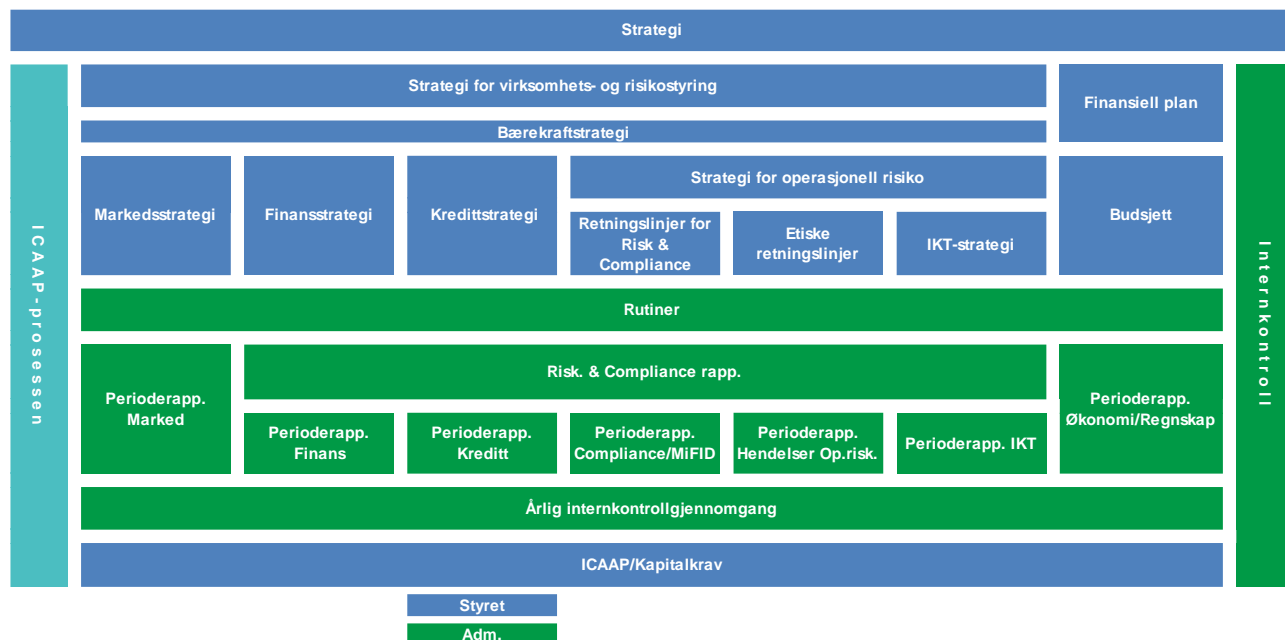 Strategi
ICAAP-prosessen
Strategi for virksomhets- og risikostyring
Finansiell plan
Internkontroll
Bærekraftstrategi
Markedsstrategi
Finansstrategi
Kredittstrategi
Strategi for operasjonell risiko
Retningslinjer for
Risk &
Compliance
Etiske
retningslinjer
IKT-strategi
Budsjett
Rutiner
Perioderapp.
Marked
Risk. & Compliance rapp.
Perioderapp.
Økonomi/Regnskap
Perioderapp.
Finans
Perioderapp.
Kreditt
Perioderapp.
Compliance/MiFID
Perioderapp.
Hendelser Op.risk.
Perioderapp. IKT
Årlig internkontrollgjennomgang
ICAAP/Kapitalkrav
Styret
Adm.